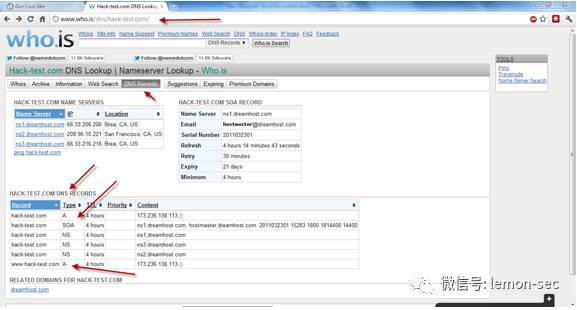 Our Cool Site
Hack-test.com DNS Lookup
www.who.is/dns/hack-test.com/
who.is
Whois Site Info Name Suggest Premium Names Web Search DNS Whois Index IP Index FAQ Feedback
DNS Records
Who.is Search
Follow @namedotcom 11.6K followers Follow @namedotcom 11.6K followers
Hack-test.com DNS Lookup | Nameserver Lookup - Who.is
Whois Archive Information Web Search DNS Records Suggestions Expiring Premium Domains
TOOLS
Ping
Traceroute
Name Server Search
HACK-TEST.COM NAME SERVERS
Name Server IP Location
ns1.dreamhost.com 66.33.206.206 Brea, CA, US
ns2.dreamhost.com 208.96.10.221 San Francisco, CA, US
ns3.dreamhost.com 66.33.216.216 Brea, CA, US
ping hack-test.com
HACK-TEST.COM SOA RECORD
Name Server ns1.dreamhost.com
Email hostmaster@dreamhost.com
Serial Number 2011032301
Refresh 4 hours 14 minutes 43 seconds
Retry 30 minutes
Expiry 21 days
Minimum 4 hours
HACK-TEST.COM DNS RECORDS
Record Type TTL Priority Content
hack-test.com A 4 hours 173.236.138.113 ()
hack-test.com SOA 4 hours ns1.dreamhost.com. hostmaster.dreamhost.com. 2011032301 15283 1800 1814400 14400
hack-test.com NS 4 hours ns1.dreamhost.com
hack-test.com NS 4 hours ns3.dreamhost.com
hack-test.com NS 4 hours ns2.dreamhost.com
www.hack-test.com A 4 hours 173.236.138.113 ()
RELATED DOMAINS FOR HACK-TEST.COM
dreamhost.com
微信号: lemon-sec